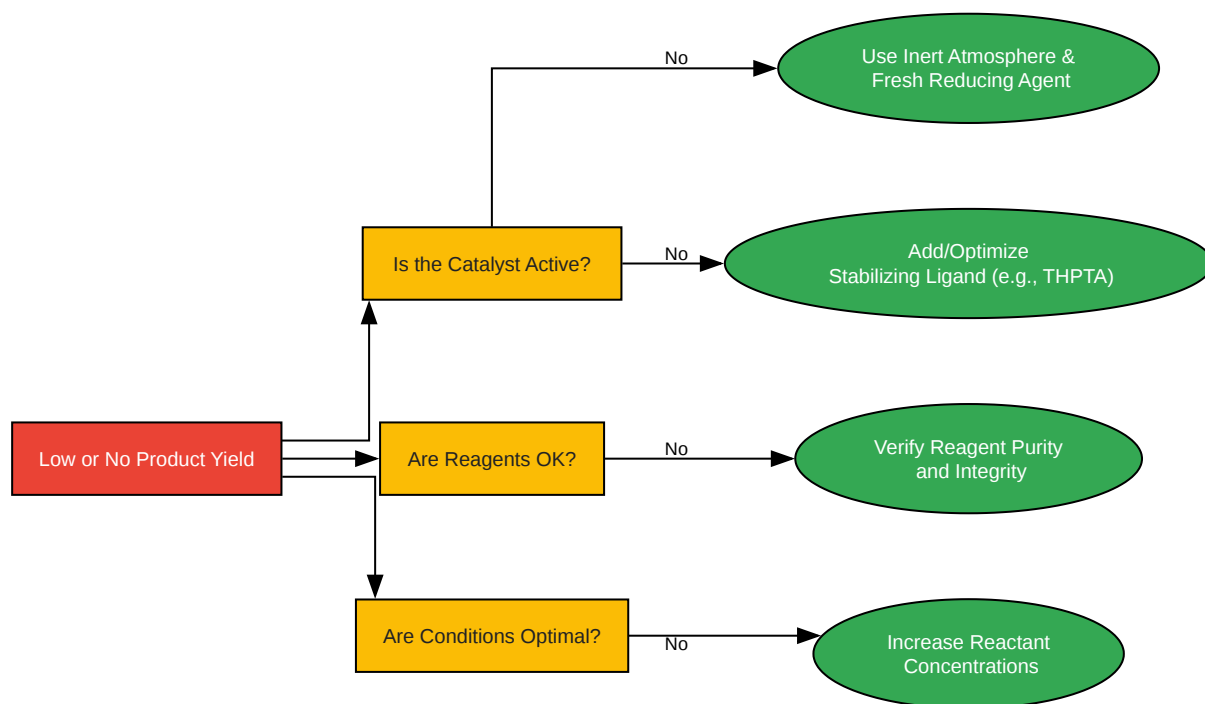 No
Use Inert Atmosphere &
Fresh Reducing Agent
Is the Catalyst Active?
No
Add/Optimize
Stabilizing Ligand (e.g., THPTA)
Low or No Product Yield
Are Reagents OK?
No
Verify Reagent Purity
and Integrity
Are Conditions Optimal?
No
Increase Reactant
Concentrations